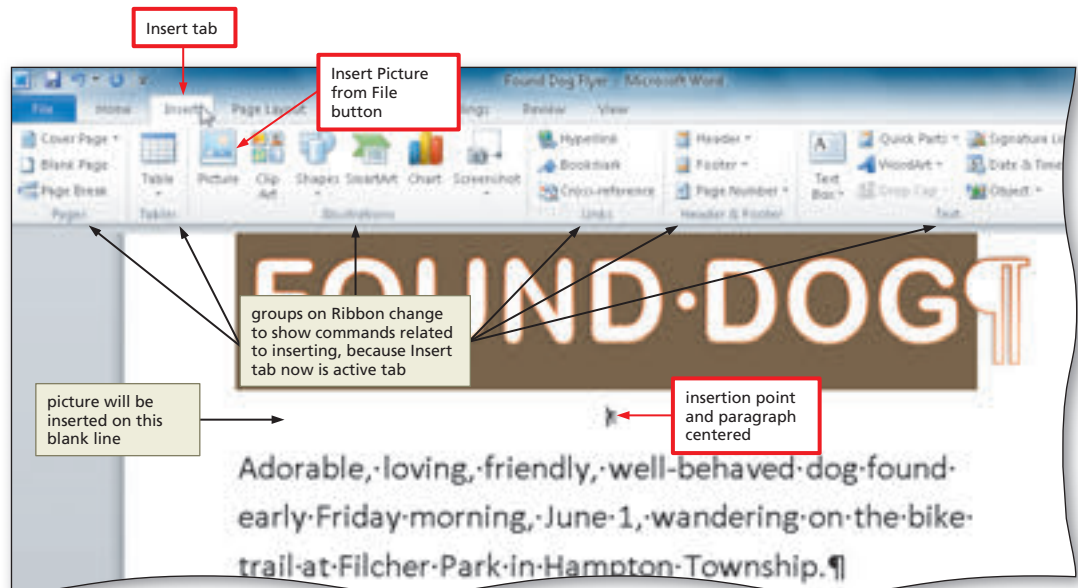 Insert tab
Insert Picture
from File
button
Found Dog Flyer - Microsoft Word
File Home Insert Page Layout Review View
Cover Page
Blank Page
Page Break
Pages
Table
Tables
Picture
Clip
Art
Shapes
SmartArt
Chart
Screenshot
Illustrations
Hyperlink
Bookmark
Cross-reference
Links
Header
Footer
Page Number
Header & Footer
A
Text
Box
Quick Parts
WordArt
Drop Cap
Date & Time
Object
Text
FOUND·DOG¶
groups on Ribbon change
to show commands related
to inserting, because Insert
tab now is active tab
picture will be
inserted on this
blank line
insertion point
and paragraph
centered
Adorable,·loving,·friendly,·well-behaved·dog·found·
early·Friday·morning,·June·1,·wandering·on·the·bike·
trail·at·Filcher·Park·in·Hampton·Township.¶